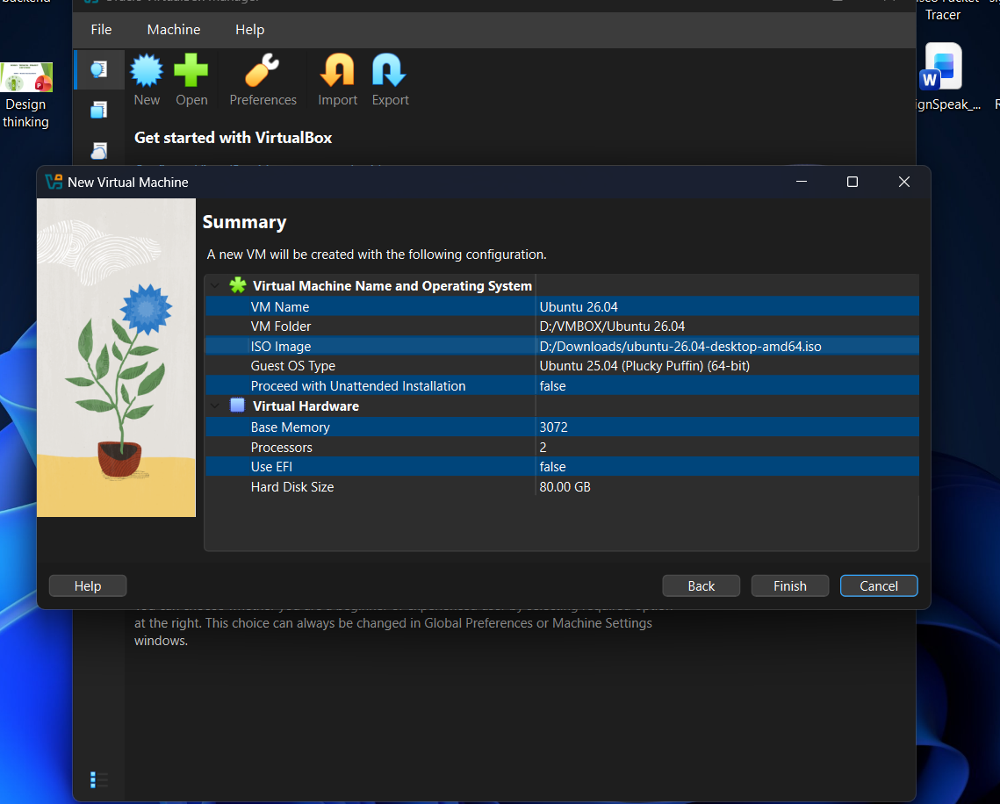 Tracer
File Machine Help
New Open Preferences Import Export
Design
thinking
ignSpeak_...
Get started with VirtualBox
New Virtual Machine
Summary
A new VM will be created with the following configuration.
Virtual Machine Name and Operating System
VM Name Ubuntu 26.04
VM Folder D:/VMBOX/Ubuntu 26.04
ISO Image D:/Downloads/ubuntu-26.04-desktop-amd64.iso
Guest OS Type Ubuntu 25.04 (Plucky Puffin) (64-bit)
Proceed with Unattended Installation false
Virtual Hardware
Base Memory 3072
Processors 2
Use EFI false
Hard Disk Size 80.00 GB
Help Back Finish Cancel
at the right. This choice can always be changed in Global Preferences or Machine Settings
windows.